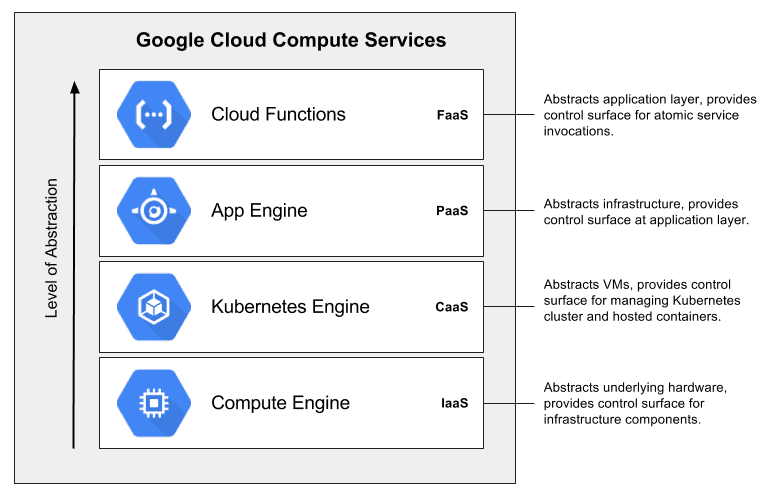 Google Cloud Compute Services
Level of Abstraction
Cloud Functions
FaaS
Abstracts application layer, provides
control surface for atomic service
invocations.
App Engine
PaaS
Abstracts infrastructure, provides
control surface at application layer.
Kubernetes Engine
CaaS
Abstracts VMs, provides control
surface for managing Kubernetes
cluster and hosted containers.
Compute Engine
IaaS
Abstracts underlying hardware,
provides control surface for
infrastructure components.